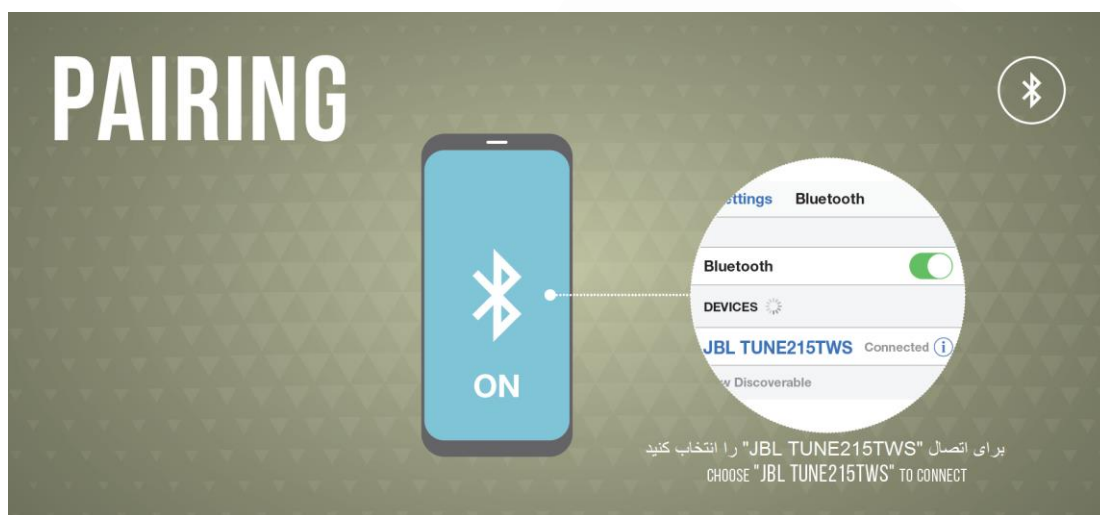 PAIRING
ON
ettings Bluetooth
Bluetooth
DEVICES
JBL TUNE215TWS Connected
w Discoverable
برای اتصال "JBL TUNE215TWS" را انتخاب کنید
CHOOSE "JBL TUNE215TWS" TO CONNECT